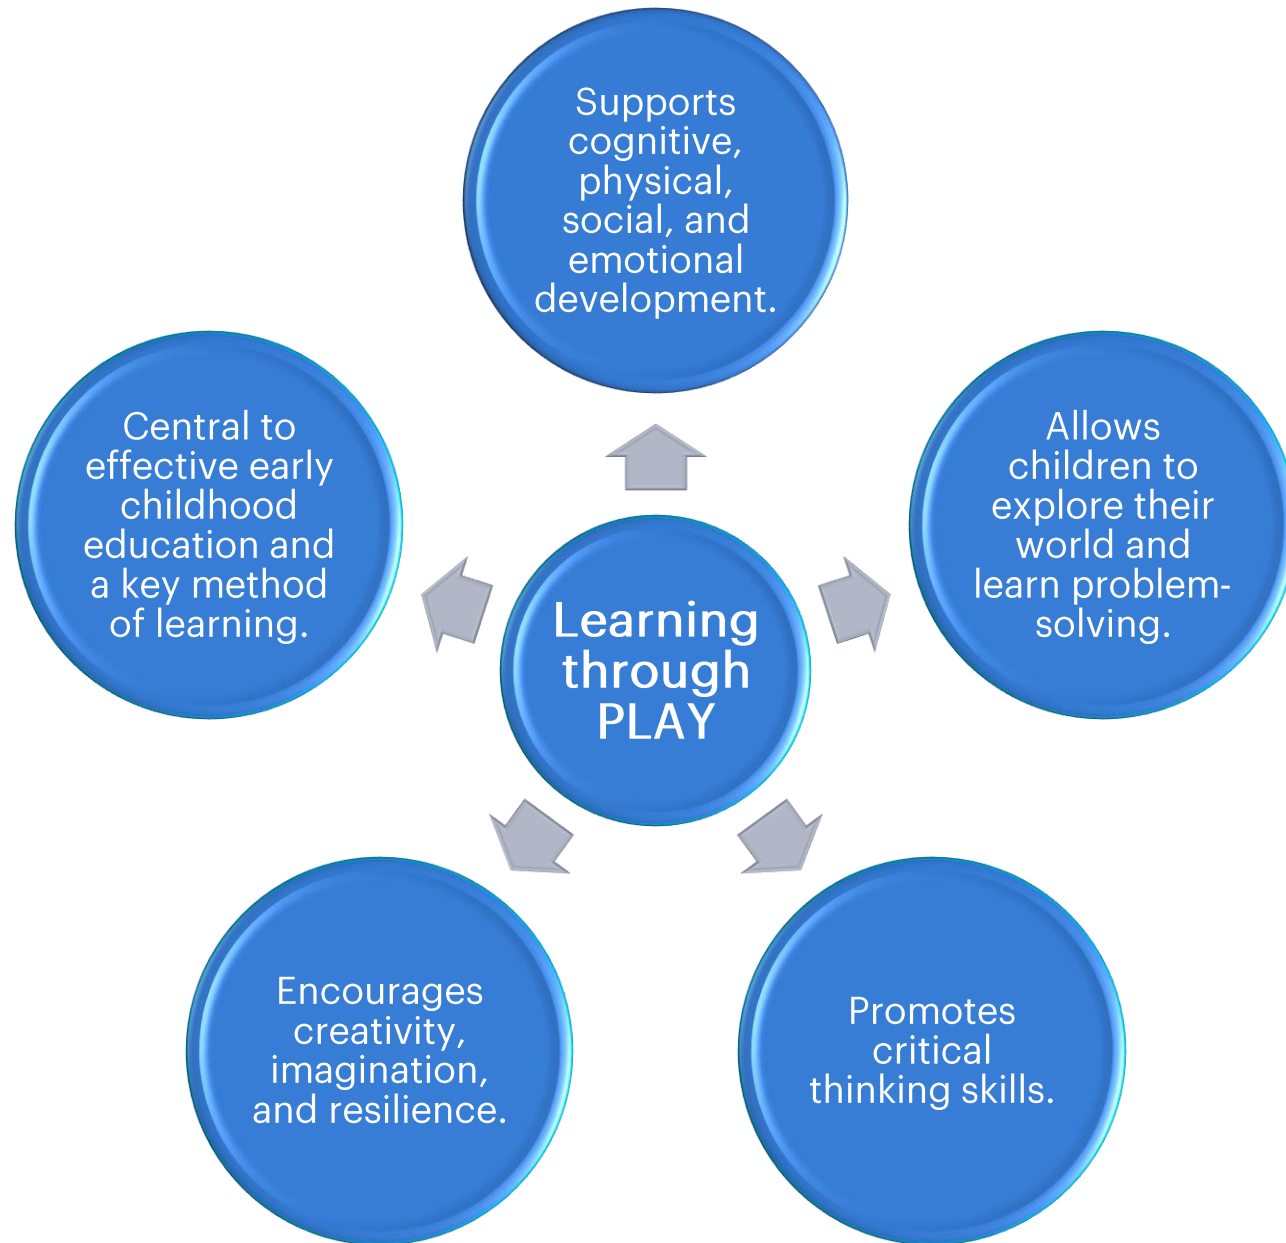 Supports
cognitive,
physical,
social, and
emotional
development.
Central to
effective early
childhood
education and
a key method
of learning.
Allows
children to
explore their
world and
learn problem-
solving.
Learning
through
PLAY
Encourages
creativity,
imagination,
and resilience.
Promotes
critical
thinking skills.